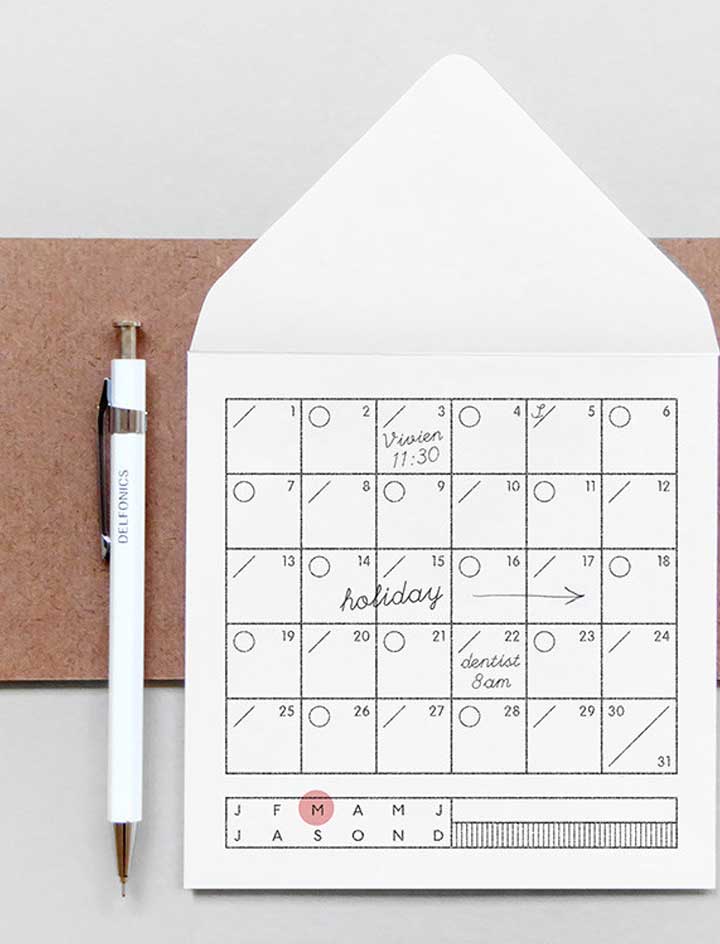 1 2 3 4 5 6
Vivien
11:30
7 8 9 10 11 12
13 14 15 16 17 18
holiday
19 20 21 22 23 24
dentist
8am
25 26 27 28 29 30
31
J F M A M J
J A S O N D
DELFONICS